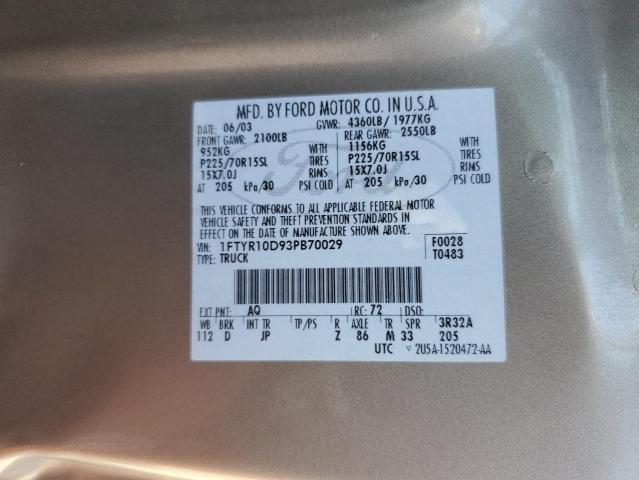 MFD. BY FORD MOTOR CO. IN U.S.A.
DATE: 06/03 GVWR: 4360LB/ 1977KG
FRONT GAWR: 2100LB REAR GAWR: 2550LB
952KG WITH 1156KG WITH
P225/70R15SL TIRES P225/70R15SL TIRES
15X7.0J RIMS 15X7.0J RIMS
AT 205 kPa/30 PSI COLD AT 205 kPa/30 PSI COLD
THIS VEHICLE CONFORMS TO ALL APPLICABLE FEDERAL MOTOR
VEHICLE SAFETY AND THEFT PREVENTION STANDARDS IN
EFFECT ON THE DATE OF MANUFACTURE SHOWN ABOVE.
VIN: 1FTYR10D93PB70029 F0028
TYPE: TRUCK T0483
EXT PNT: AQ RC: 72 DSO:
WB BRK INT TR TP/PS R AXLE TR SPR 3R32A
112 D JP Z 86 M 33 205
UTC ▽ 2U5A-1520472-AA
Ford